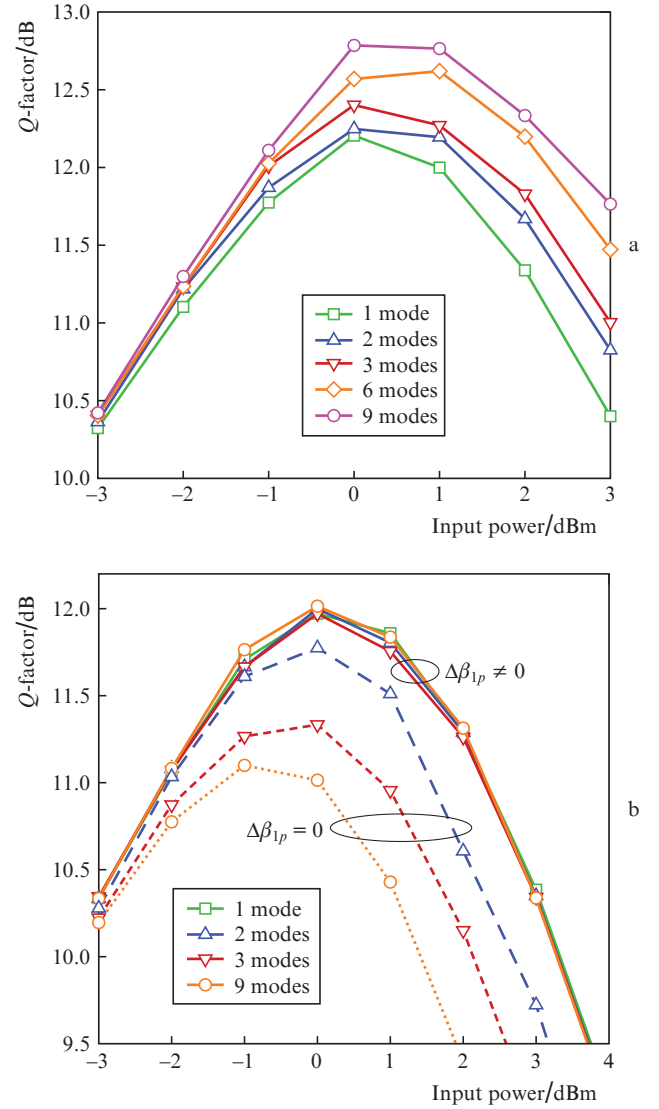 13.0
12.5
12.0
11.5
11.0
10.5
10.0
Q-factor/dB
1 mode
2 modes
3 modes
6 modes
9 modes
–3 –2 –1 0 1 2 3
Input power/dBm
a
12.0
11.5
11.0
10.5
10.0
9.5
Q-factor/dB
Δβ1p ≠ 0
Δβ1p = 0
1 mode
2 modes
3 modes
9 modes
–3 –2 –1 0 1 2 3 4
Input power/dBm
b